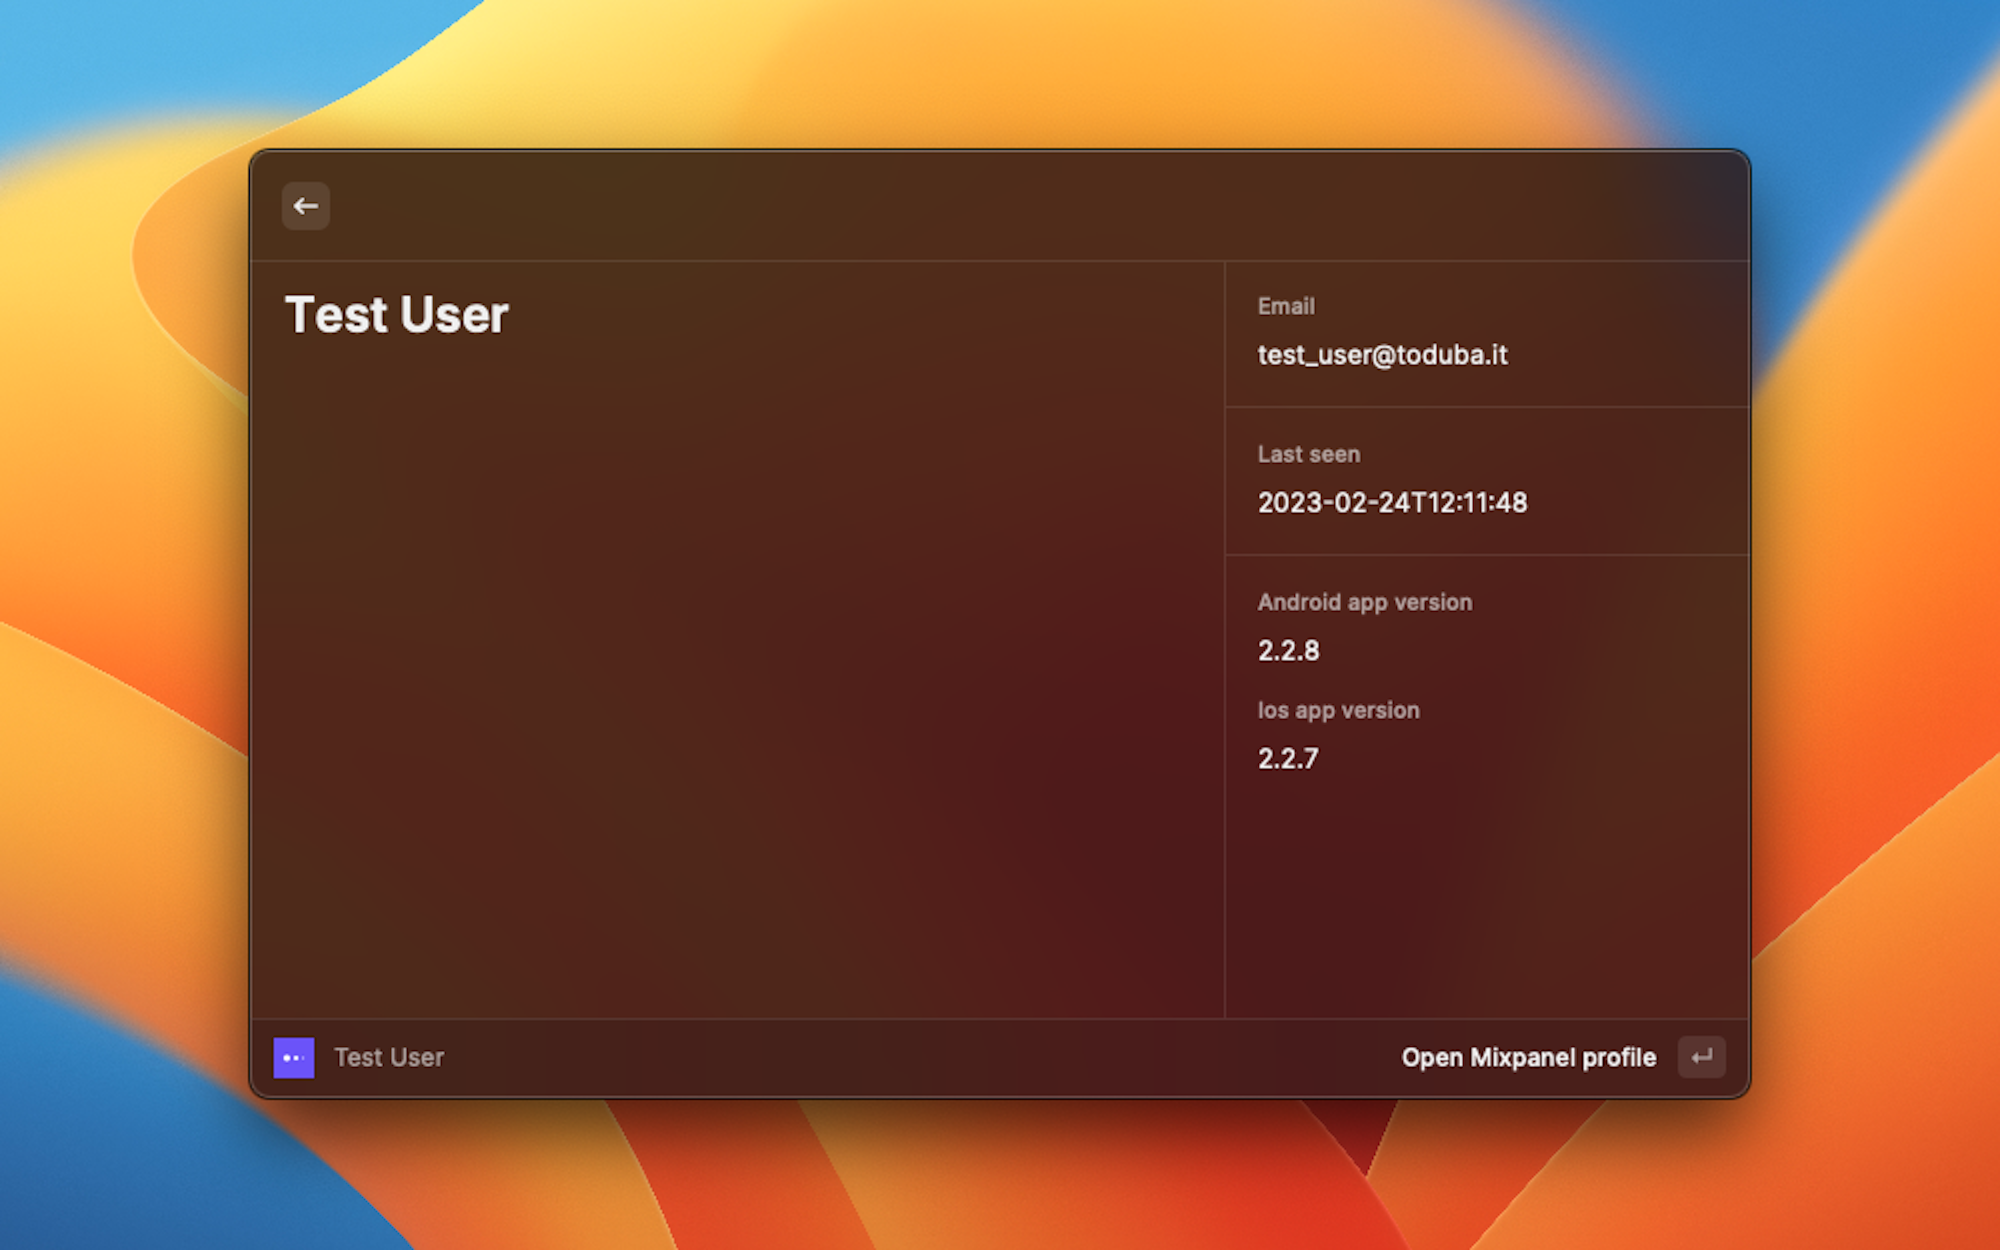 Test User
Email
test_user@toduba.it
Last seen
2023-02-24T12:11:48
Android app version
2.2.8
Ios app version
2.2.7
Test User
Open Mixpanel profile